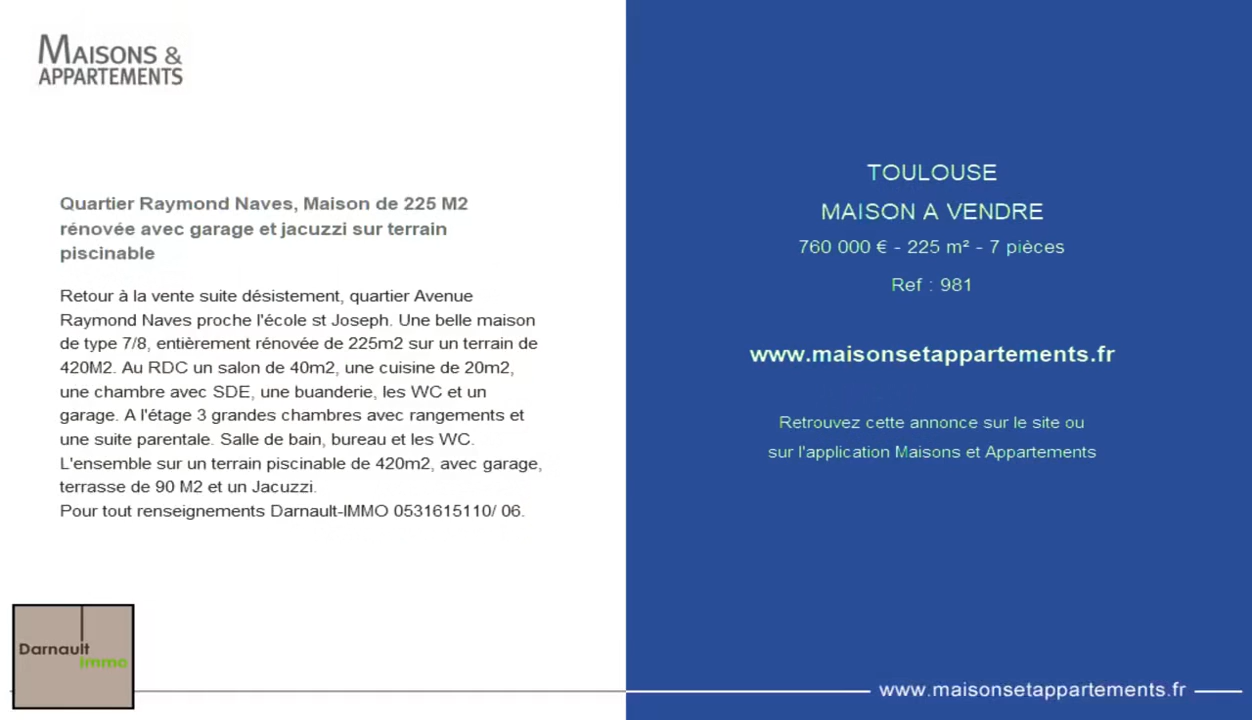 MAISONS &
APPARTEMENTS
Quartier Raymond Naves, Maison de 225 M2
rénovée avec garage et jacuzzi sur terrain
piscinable
Retour à la vente suite désistement, quartier Avenue
Raymond Naves proche l'école st Joseph. Une belle maison
de type 7/8, entièrement rénovée de 225m2 sur un terrain de
420M2. Au RDC un salon de 40m2, une cuisine de 20m2,
une chambre avec SDE, une buanderie, les WC et un
garage. A l'étage 3 grandes chambres avec rangements et
une suite parentale. Salle de bain, bureau et les WC.
L'ensemble sur un terrain piscinable de 420m2, avec garage,
terrasse de 90 M2 et un Jacuzzi.
Pour tout renseignements Darnault-IMMO 0531615110/ 06.
Darnault
immo
TOULOUSE
MAISON A VENDRE
760 000 € - 225 m² - 7 pièces
Ref : 981
www.maisonsetappartements.fr
Retrouvez cette annonce sur le site ou
sur l'application Maisons et Appartements
www.maisonsetappartements.fr